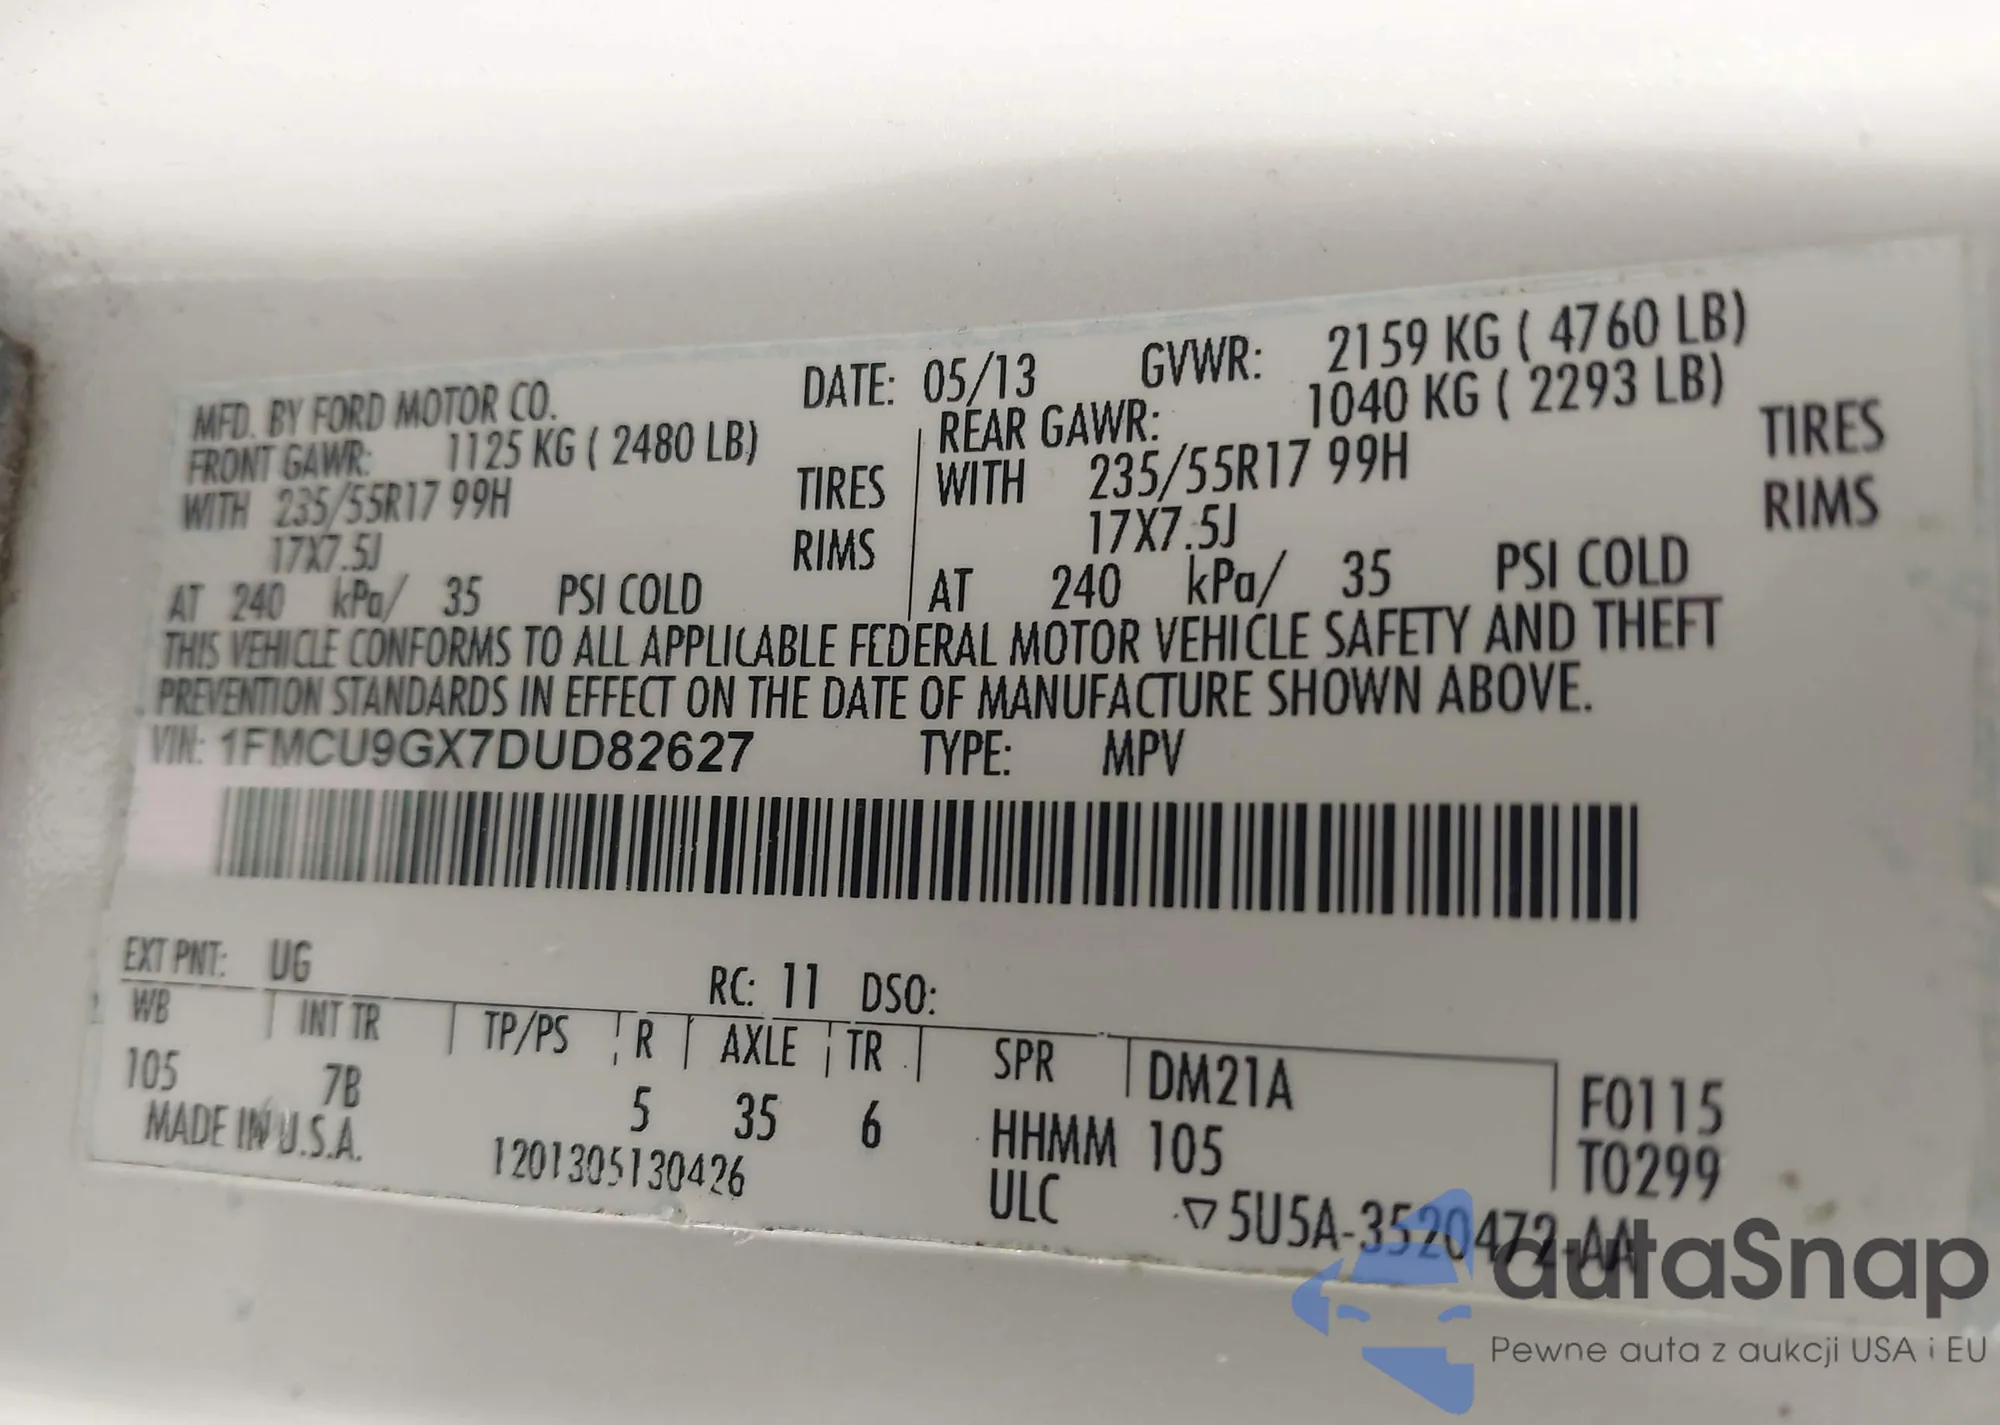 MFD. BY FORD MOTOR CO. DATE: 05/13 GVWR: 2159 KG ( 4760 LB)
FRONT GAWR: 1125 KG ( 2480 LB) REAR GAWR: 1040 KG ( 2293 LB)
WITH 235/55R17 99H TIRES WITH 235/55R17 99H TIRES
17X7.5J RIMS 17X7.5J RIMS
AT 240 kPa/ 35 PSI COLD AT 240 kPa/ 35 PSI COLD
THIS VEHICLE CONFORMS TO ALL APPLICABLE FEDERAL MOTOR VEHICLE SAFETY AND THEFT
PREVENTION STANDARDS IN EFFECT ON THE DATE OF MANUFACTURE SHOWN ABOVE.
VIN: 1FMCU9GX7DUD82627 TYPE: MPV
EXT PNT: UG RC: 11 DSO:
WB INT TR TP/PS R AXLE TR SPR DM21A F0115
105 7B 5 35 6 HHMM 105 T0299
MADE IN U.S.A. 1201305130426 ULC 5U5A-3520472-AA
autaSnap
Pewne auta z aukcji USA i EU